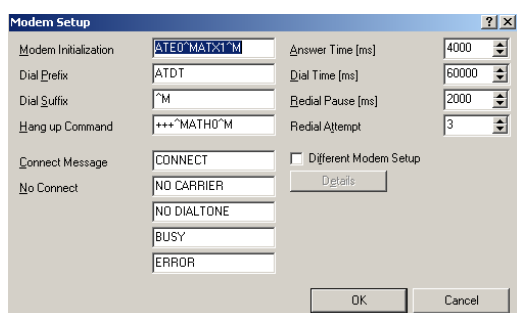 Modem Setup
Modem Initialization ATE0^MATX1^M Answer Time [ms] 4000
Dial Prefix ATDT Dial Time [ms] 60000
Dial Suffix ^M Redial Pause [ms] 2000
Hang up Command +++^MATH0^M Redial Attempt 3
Connect Message CONNECT Different Modem Setup
No Connect NO CARRIER Details
NO DIALTONE
BUSY
ERROR
OK Cancel